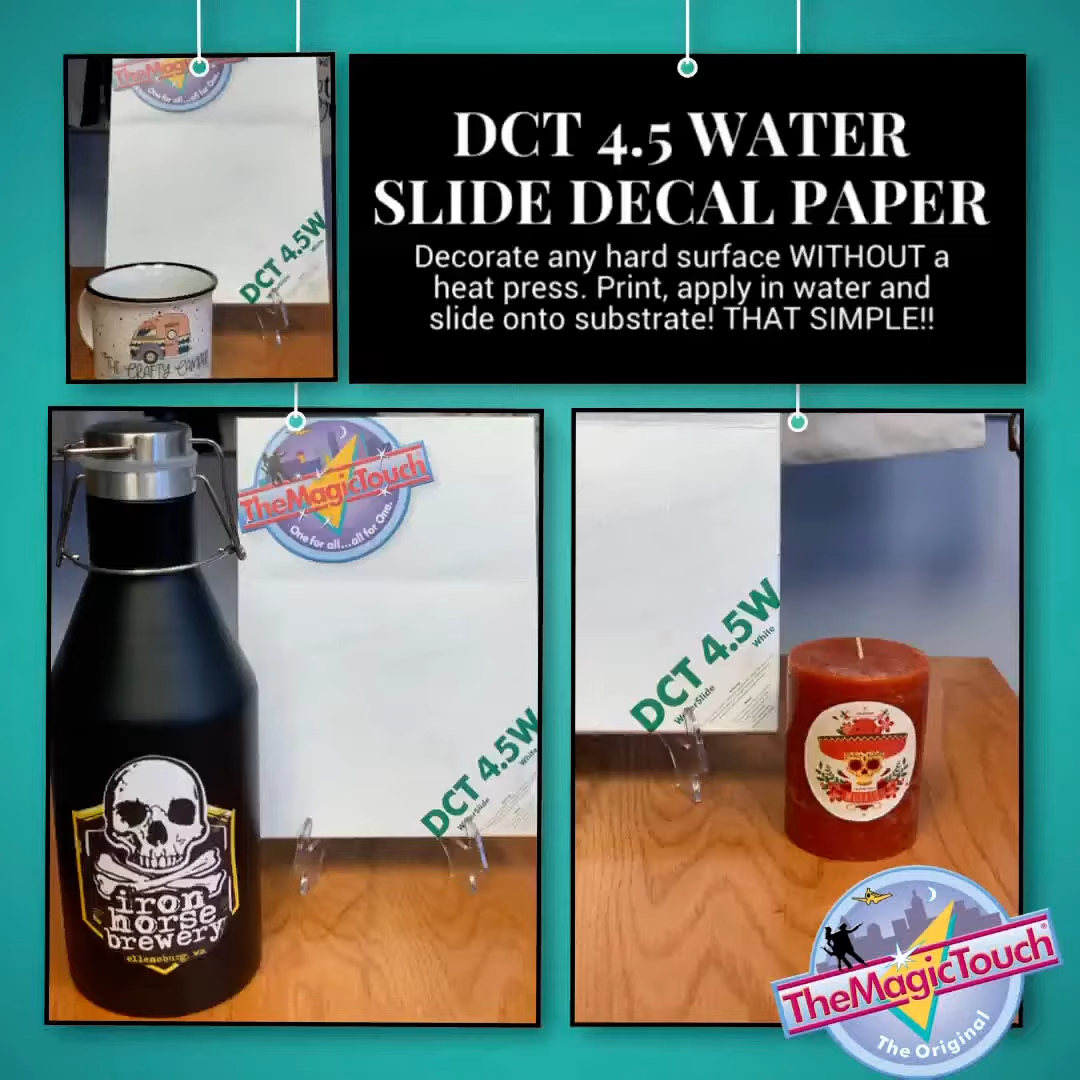 TheMagic
One for all...all for One.
DCT 4.5W
THE CRAFTY CAMPER
DCT 4.5 WATER
SLIDE DECAL PAPER
Decorate any hard surface WITHOUT a
heat press. Print, apply in water and
slide onto substrate! THAT SIMPLE!!
TheMagicTouch
One for all...all for One.
DCT 4.5W
WaterSlide White
iron
horse
brewery
ellensburg, wa
DCT 4.5W
WaterSlide White
TheMagicTouch®
The Original